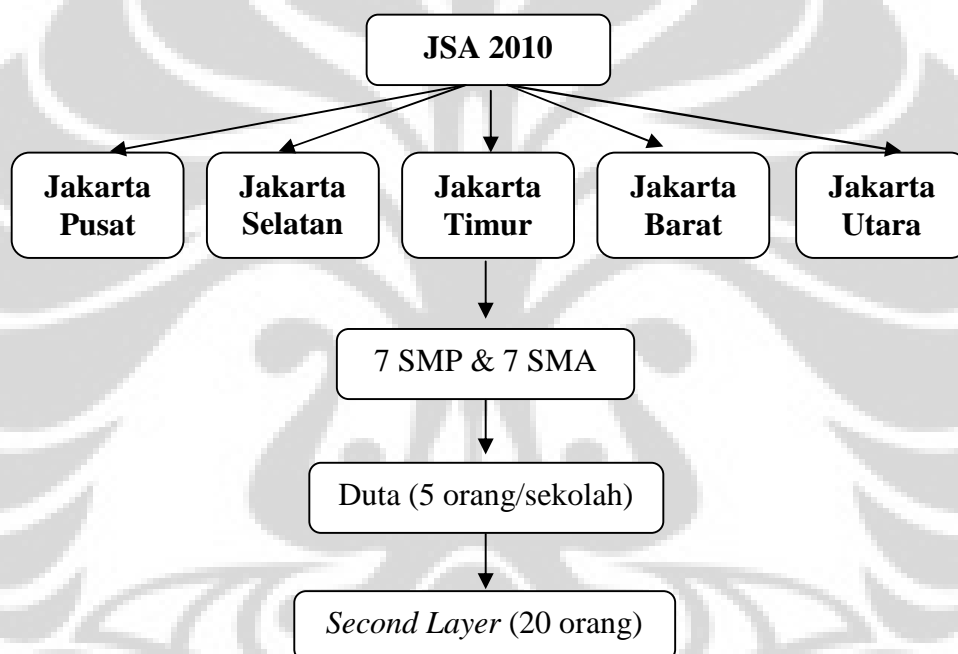 JSA 2010
Jakarta
Pusat
Jakarta
Selatan
Jakarta
Timur
Jakarta
Barat
Jakarta
Utara
7 SMP & 7 SMA
Duta (5 orang/sekolah)
Second Layer (20 orang)